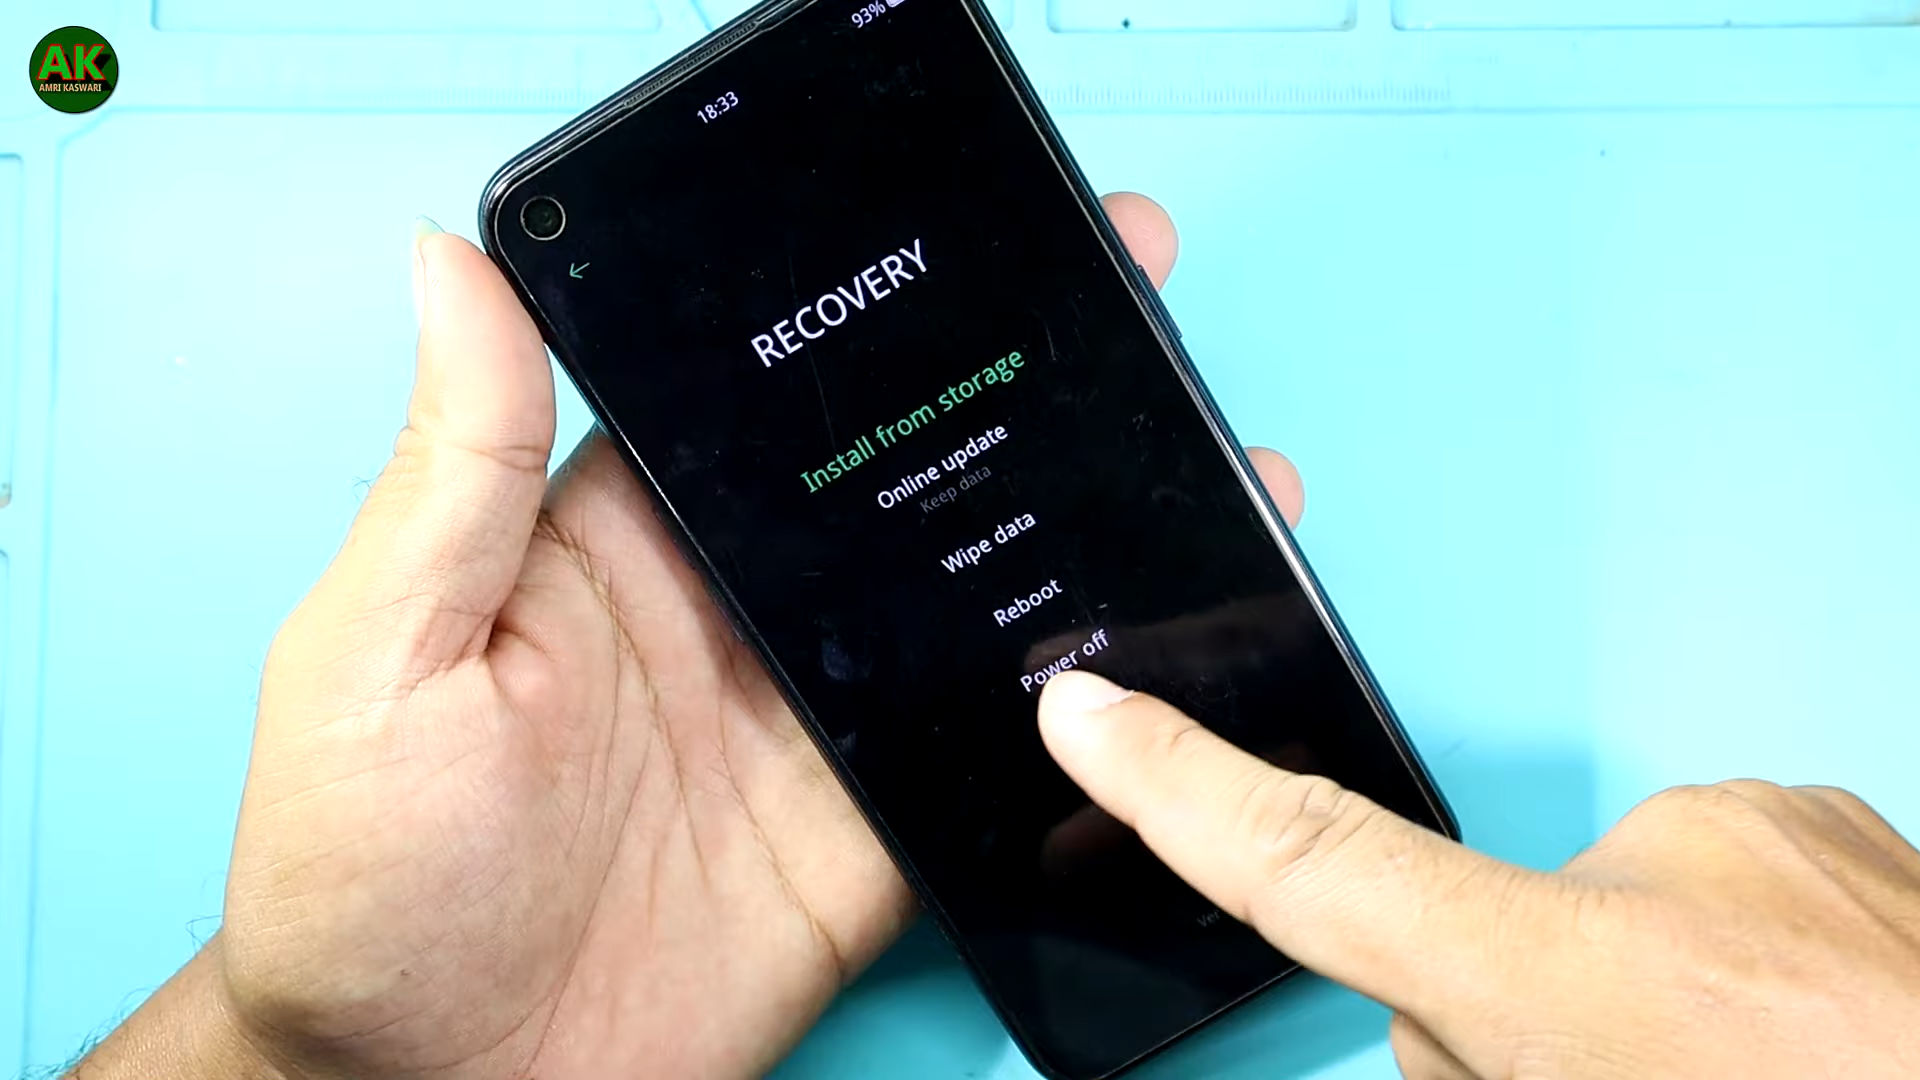 AK
AMRI KASWARI
93%
18:33
RECOVERY
Install from storage
Online update
Keep data
Wipe data
Reboot
Power off